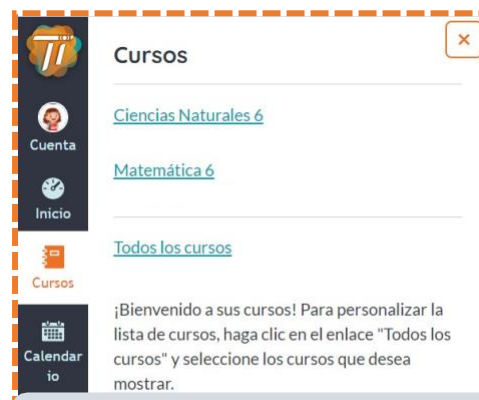 Cursos
×
Ciencias Naturales 6
Matemática 6
Todos los cursos
¡Bienvenido a sus cursos! Para personalizar la
lista de cursos, haga clic en el enlace "Todos los
cursos" y seleccione los cursos que desea
mostrar.
Cuenta
Inicio
Cursos
Calendar
io